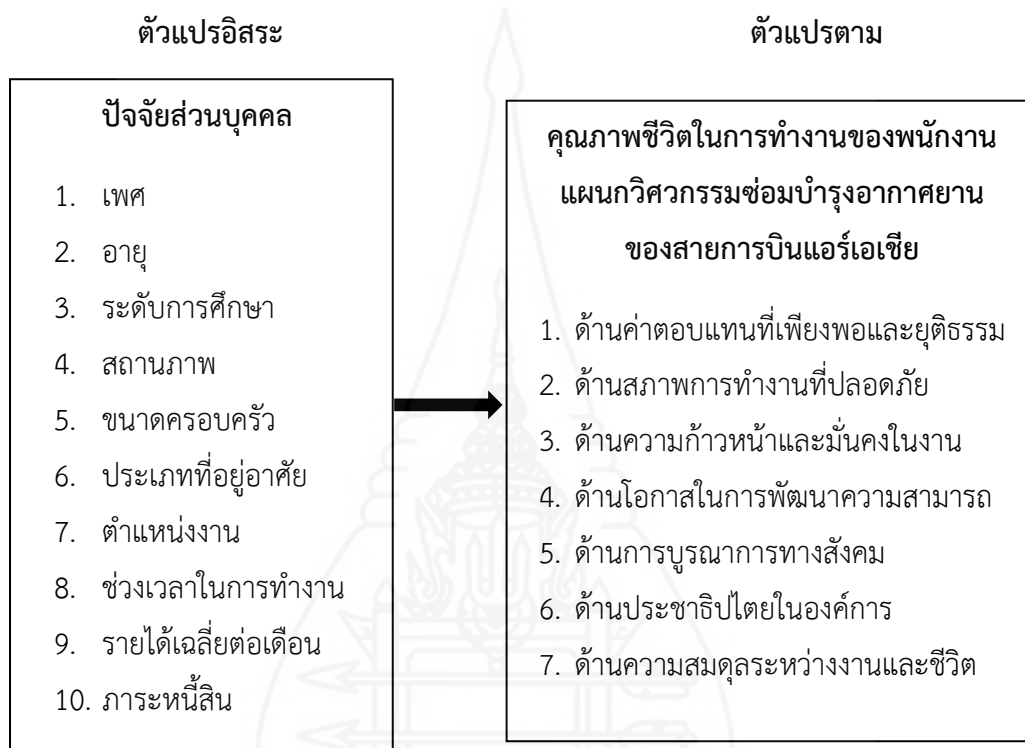 ตัวแปรอิสระ
ตัวแปรตาม
ปัจจัยส่วนบุคคล
1. เพศ
2. อายุ
3. ระดับการศึกษา
4. สถานภาพ
5. ขนาดครอบครัว
6. ประเภทที่อยู่อาศัย
7. ตำแหน่งงาน
8. ช่วงเวลาในการทำงาน
9. รายได้เฉลี่ยต่อเดือน
10. ภาระหนี้สิน
คุณภาพชีวิตในการทำงานของพนักงาน
แผนกวิศวกรรมซ่อมบำรุงอากาศยาน
ของสายการบินแอร์เอเชีย
1. ด้านค่าตอบแทนที่เพียงพอและยุติธรรม
2. ด้านสภาพการทำงานที่ปลอดภัย
3. ด้านความก้าวหน้าและมั่นคงในงาน
4. ด้านโอกาสในการพัฒนาความสามารถ
5. ด้านการบูรณาการทางสังคม
6. ด้านประชาธิปไตยในองค์การ
7. ด้านความสมดุลระหว่างงานและชีวิต